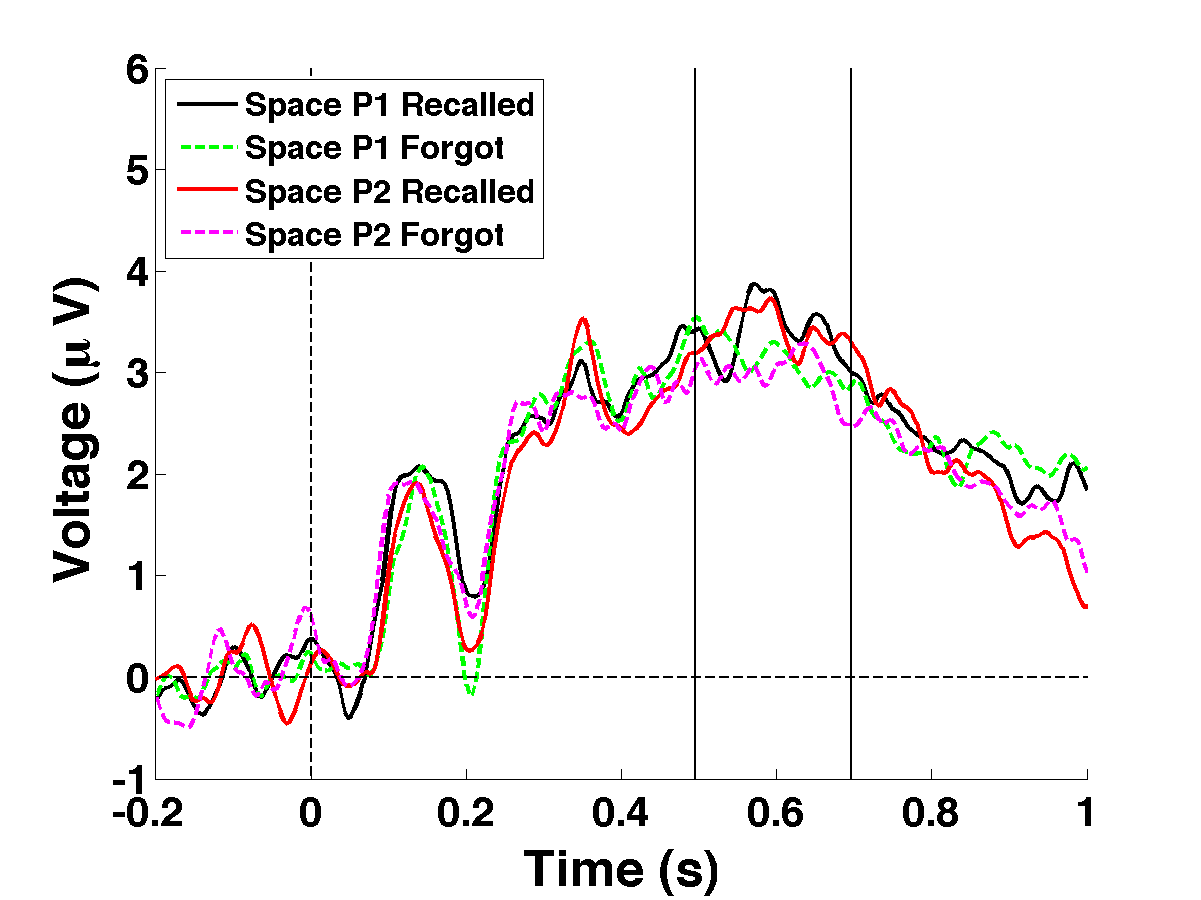 6
5
4
3
2
1
0
-1
Voltage (μ V)
Space P1 Recalled
Space P1 Forgot
Space P2 Recalled
Space P2 Forgot
-0.2 0 0.2 0.4 0.6 0.8 1
Time (s)